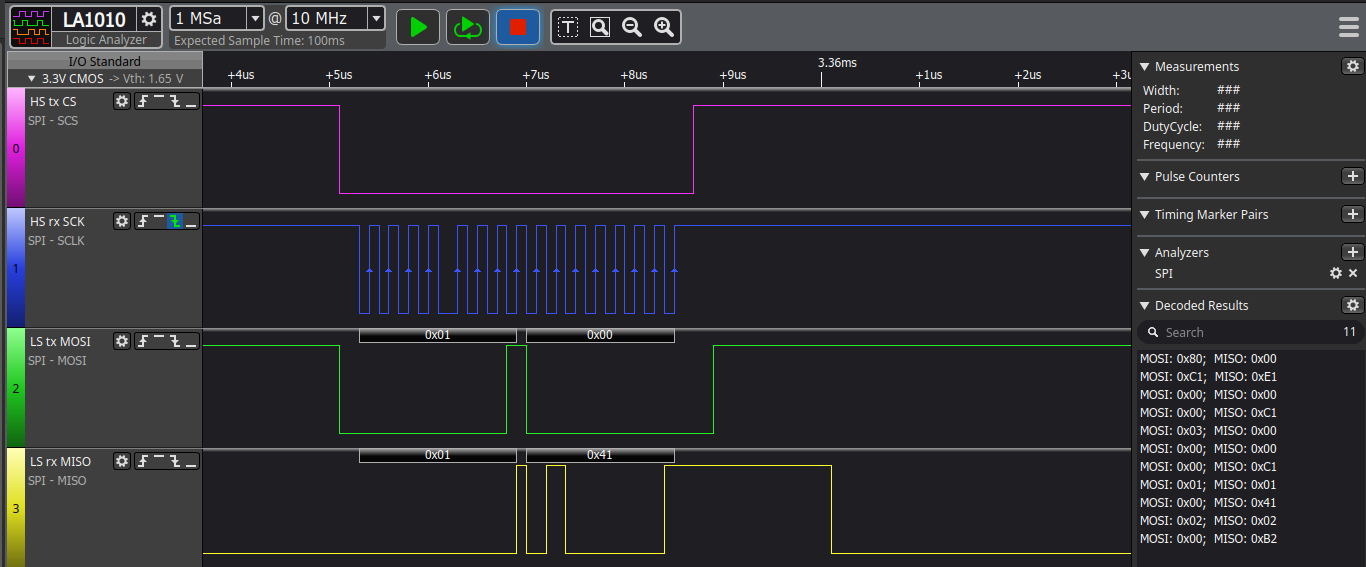 LA1010
Logic Analyzer
1 MSa @ 10 MHz
Expected Sample Time: 100ms
T
I/O Standard
3.3V CMOS -> Vth: 1.65 V
+4us +5us +6us +7us +8us +9us 3.36ms +1us +2us +3u
0 HS tx CS
SPI - SCS
1 HS rx SCK
SPI - SCLK
2 LS tx MOSI
SPI - MOSI
0x01 0x00
3 LS rx MISO
SPI - MISO
0x01 0x41
Measurements
Width: ###
Period: ###
DutyCycle: ###
Frequency: ###
Pulse Counters
Timing Marker Pairs
Analyzers
SPI
Decoded Results
Search 11
MOSI: 0x80; MISO: 0x00
MOSI: 0xC1; MISO: 0xE1
MOSI: 0x00; MISO: 0x00
MOSI: 0x00; MISO: 0xC1
MOSI: 0x03; MISO: 0x00
MOSI: 0x00; MISO: 0x00
MOSI: 0x00; MISO: 0xC1
MOSI: 0x01; MISO: 0x01
MOSI: 0x00; MISO: 0x41
MOSI: 0x02; MISO: 0x02
MOSI: 0x00; MISO: 0xB2